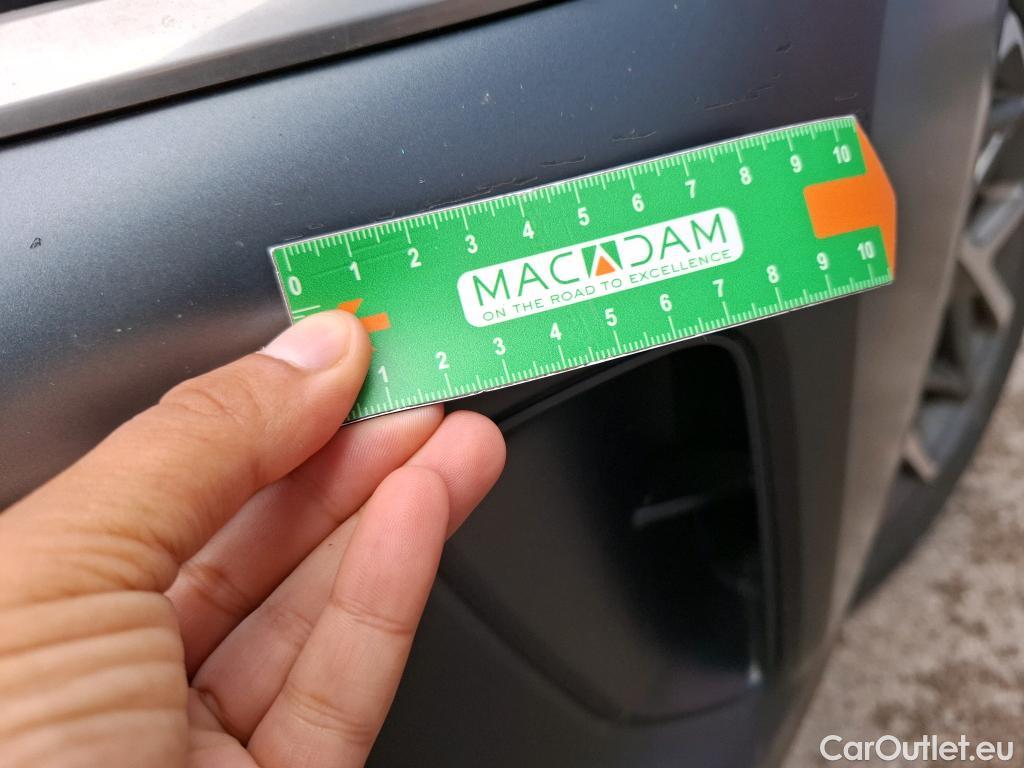 0 1 2 3 4 5 6 7 8 9 10
MACADAM
ON THE ROAD TO EXCELLENCE
1 2 3 4 5 6 7 8 9 10
CarOutlet.eu